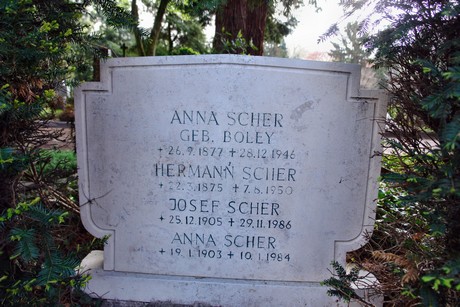 ANNA SCHER
GEB. BOLEY
* 26.9.1877 + 28.12.1946
HERMANN SCHER
* 22.3.1875 + 7.8.1950
JOSEF SCHER
* 25.12.1905 * 29.11.1986
ANNA SCHER
* 19.1.1903 + 10.1.1984